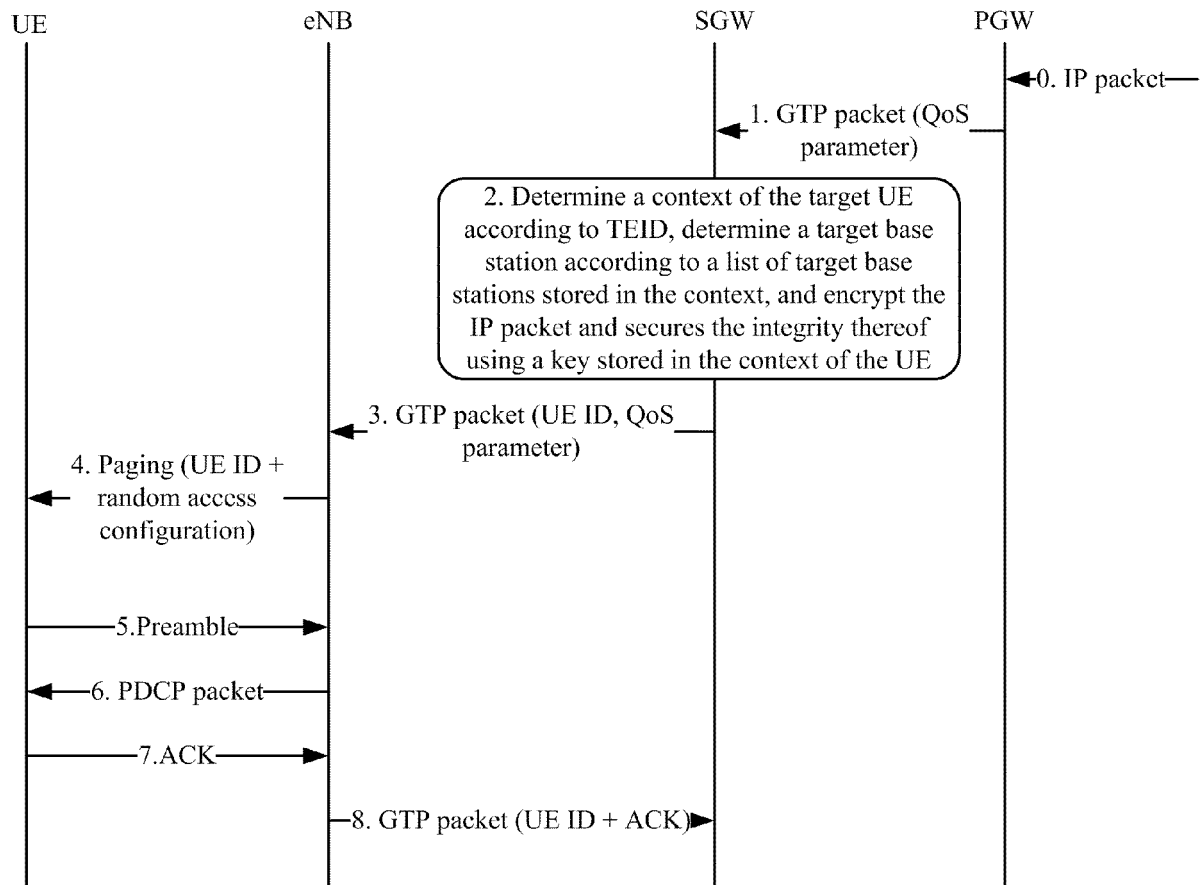 UE
eNB
SGW
PGW
0. IP packet
1. GTP packet (QoS
parameter)
2. Determine a context of the target UE
according to TEID, determine a target base
station according to a list of target base
stations stored in the context, and encrypt the
IP packet and secures the integrity thereof
using a key stored in the context of the UE
3. GTP packet (UE ID, QoS
parameter)
4. Paging (UE ID +
random access
configuration)
5.Preamble
6. PDCP packet
7.ACK
8. GTP packet (UE ID + ACK)